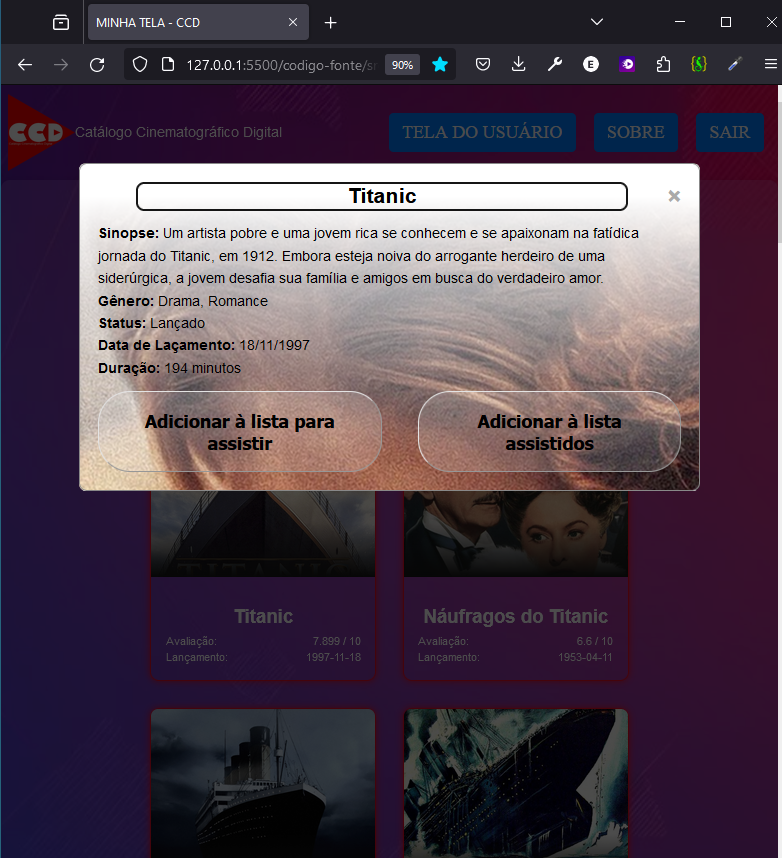 MINHA TELA - CCD
127.0.0.1:5500/codigo-fonte/
90%
E
CCD
Catálogo Cinematográfico Digital
TELA DO USUÁRIO
SOBRE
SAIR
Titanic
×
Sinopse: Um artista pobre e uma jovem rica se conhecem e se apaixonam na fatídica
jornada do Titanic, em 1912. Embora esteja noiva do arrogante herdeiro de uma
siderúrgica, a jovem desafia sua família e amigos em busca do verdadeiro amor.
Gênero: Drama, Romance
Status: Lançado
Data de Laçamento: 18/11/1997
Duração: 194 minutos
Adicionar à lista para
assistir
Adicionar à lista
assistidos
TITANIC
Titanic
Avaliação: 7.899 / 10
Lançamento: 1997-11-18
Náufragos do Titanic
Avaliação: 6.6 / 10
Lançamento: 1953-04-11